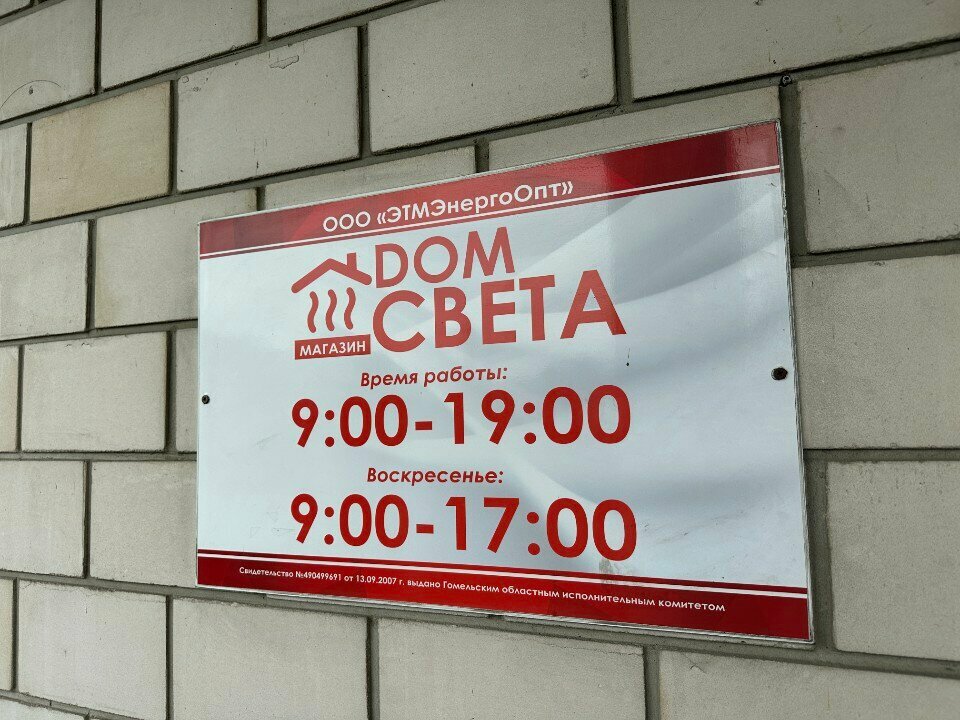 ООО «ЭТМЭнергоОпт»
ДОМ
СВЕТА
МАГАЗИН
Время работы:
9:00-19:00
Воскресенье:
9:00-17:00
Свидетельство №490499691 от 13.09.2007 г. выдано Гомельским областным исполнительным комитетом